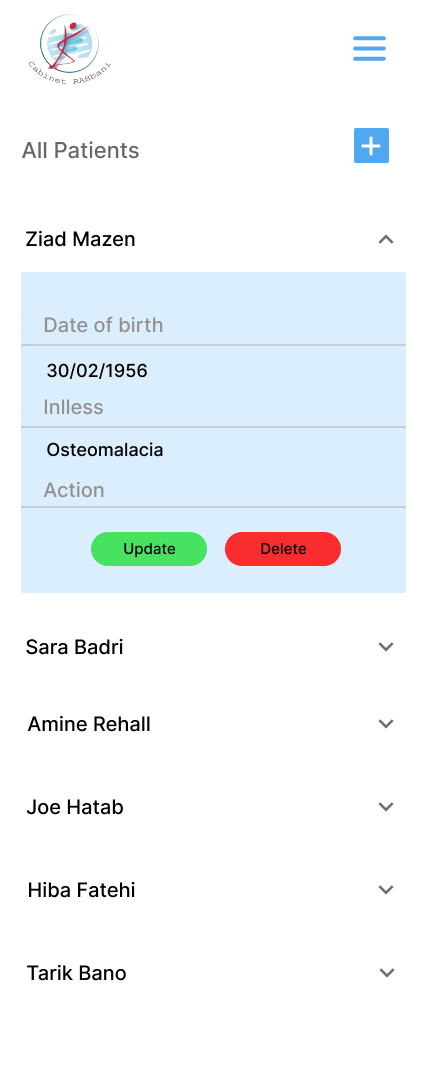 Cabinet RASbani
All Patients
Ziad Mazen
Date of birth
30/02/1956
Inlless
Osteomalacia
Action
Update Delete
Sara Badri
Amine Rehall
Joe Hatab
Hiba Fatehi
Tarik Bano